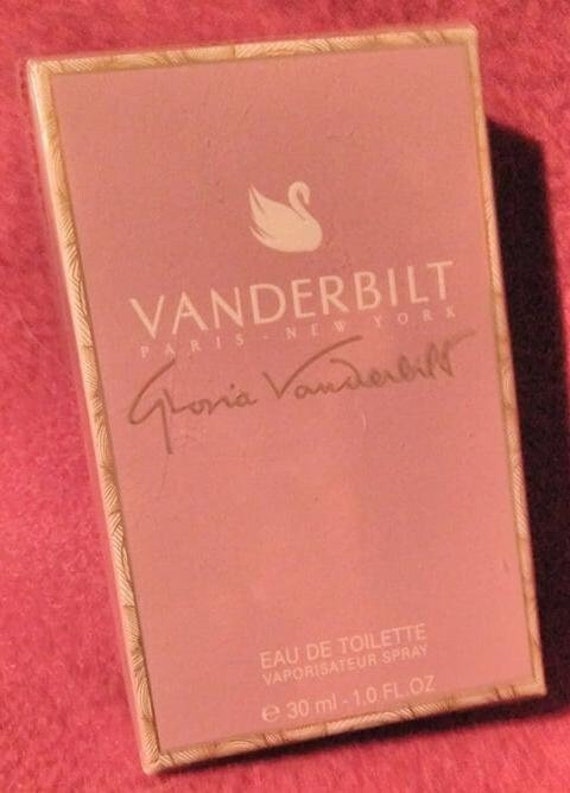 VANDERBILT
PARIS - NEW YORK
Gloria Vanderbilt
EAU DE TOILETTE
VAPORISATEUR SPRAY
℮ 30 ml - 1.0 FL.OZ